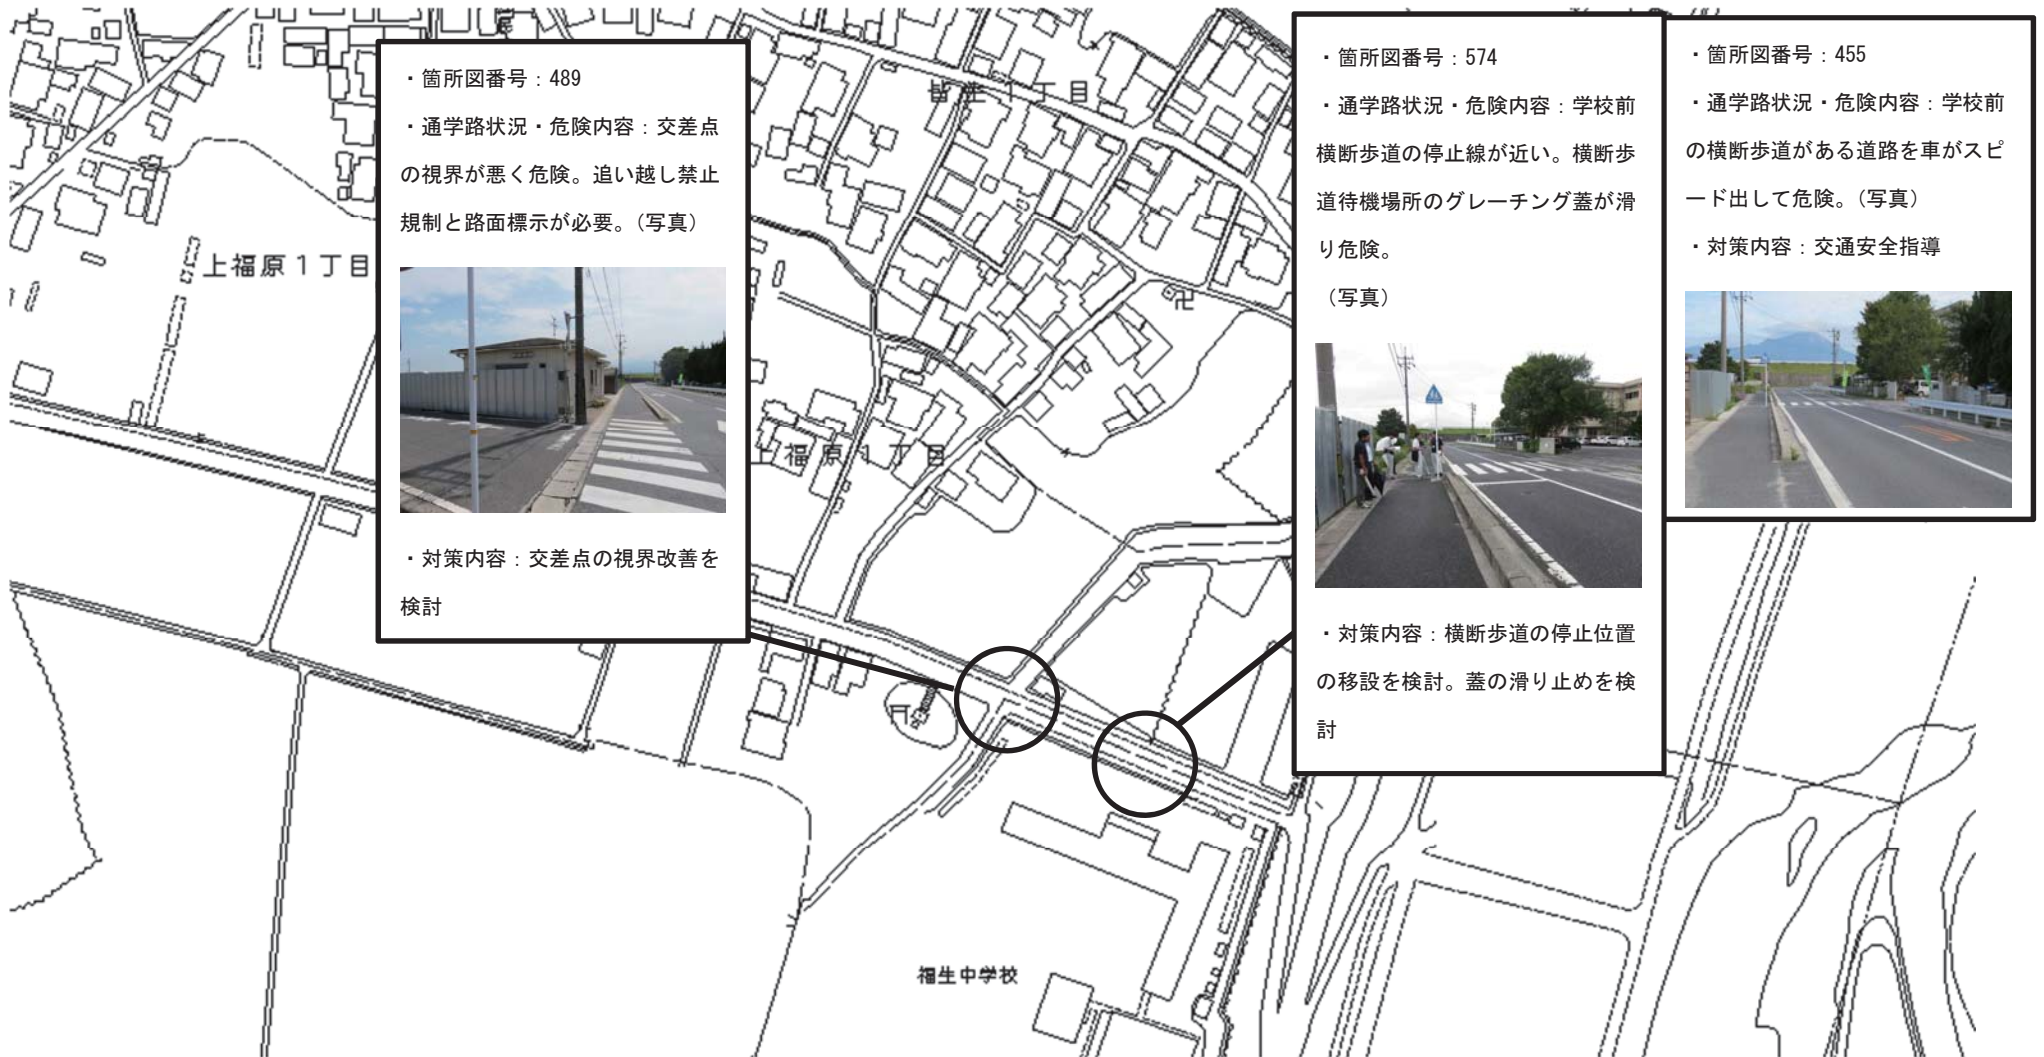 ・箇所図番号：489
・通学路状況・危険内容：交差点
の視界が悪く危険。追い越し禁止
規制と路面標示が必要。（写真）
・対策内容：交差点の視界改善を
検討
・箇所図番号：574
・通学路状況・危険内容：学校前
横断歩道の停止線が近い。横断歩
道待機場所のグレーチング蓋が滑
り危険。
（写真）
・対策内容：横断歩道の停止位置
の移設を検討。蓋の滑り止めを検
討
・箇所図番号：455
・通学路状況・危険内容：学校前
の横断歩道がある道路を車がスピ
ード出して危険。（写真）
・対策内容：交通安全指導
皆生1丁目
上福原1丁目
上福原1丁目
福生中学校